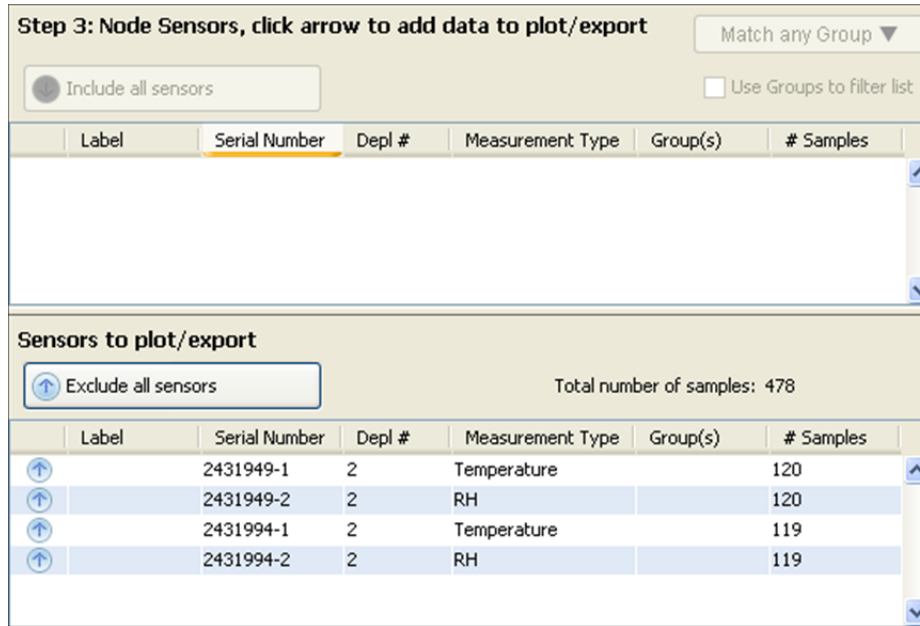 Step 3: Node Sensors, click arrow to add data to plot/export Match any Group ▼
Include all sensors Use Groups to filter list
Label Serial Number Depl # Measurement Type Group(s) # Samples
Sensors to plot/export
Exclude all sensors Total number of samples: 478
Label Serial Number Depl # Measurement Type Group(s) # Samples
2431949-1 2 Temperature 120
2431949-2 2 RH 120
2431994-1 2 Temperature 119
2431994-2 2 RH 119